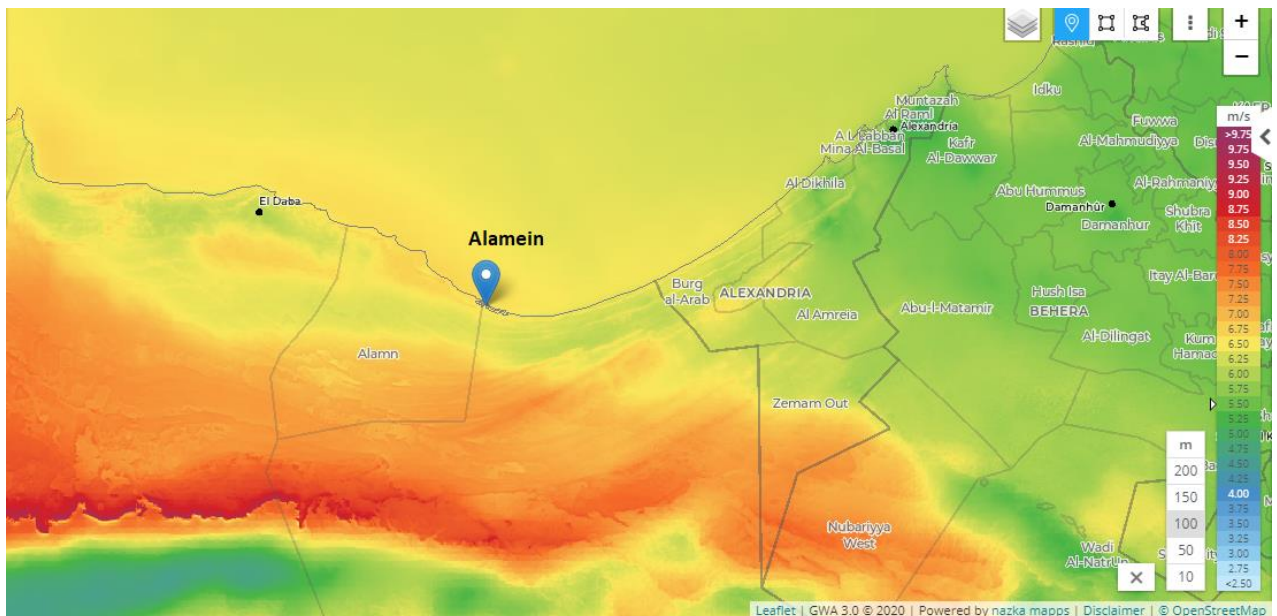 Rashid
Idku
Muntazah
Al Raml
Alexandria
A L Labban
Mina Al-Basal
Kafr
Al-Dawwar
Fuwwa
Al-Mahmudiyya
Al-Dikhila
Abu Hummus
Al-Rahmaniyy
Damanhûr
Damanhur
Shubra
Khit
El Daba
Alamein
Burg
al-Arab
ALEXANDRIA
Al Amreia
Abu-l-Matamir
Hush Isa
BEHERA
Itay Al-Bar
Al-Dilingat
Kum
Hamad
Alamn
Zemam Out
Nubariyya
West
Wadi
Al-Natrun
+
−
m/s
>9.75
9.75
9.50
9.25
9.00
8.75
8.50
8.25
8.00
7.75
7.50
7.25
7.00
6.75
6.50
6.25
6.00
5.75
5.50
5.25
5.00
4.75
4.50
4.25
4.00
3.75
3.50
3.25
3.00
2.75
<2.50
m
200
150
100
50
10
Leaflet | GWA 3.0 © 2020 | Powered by nazka mapps | Disclaimer | © OpenStreetMap